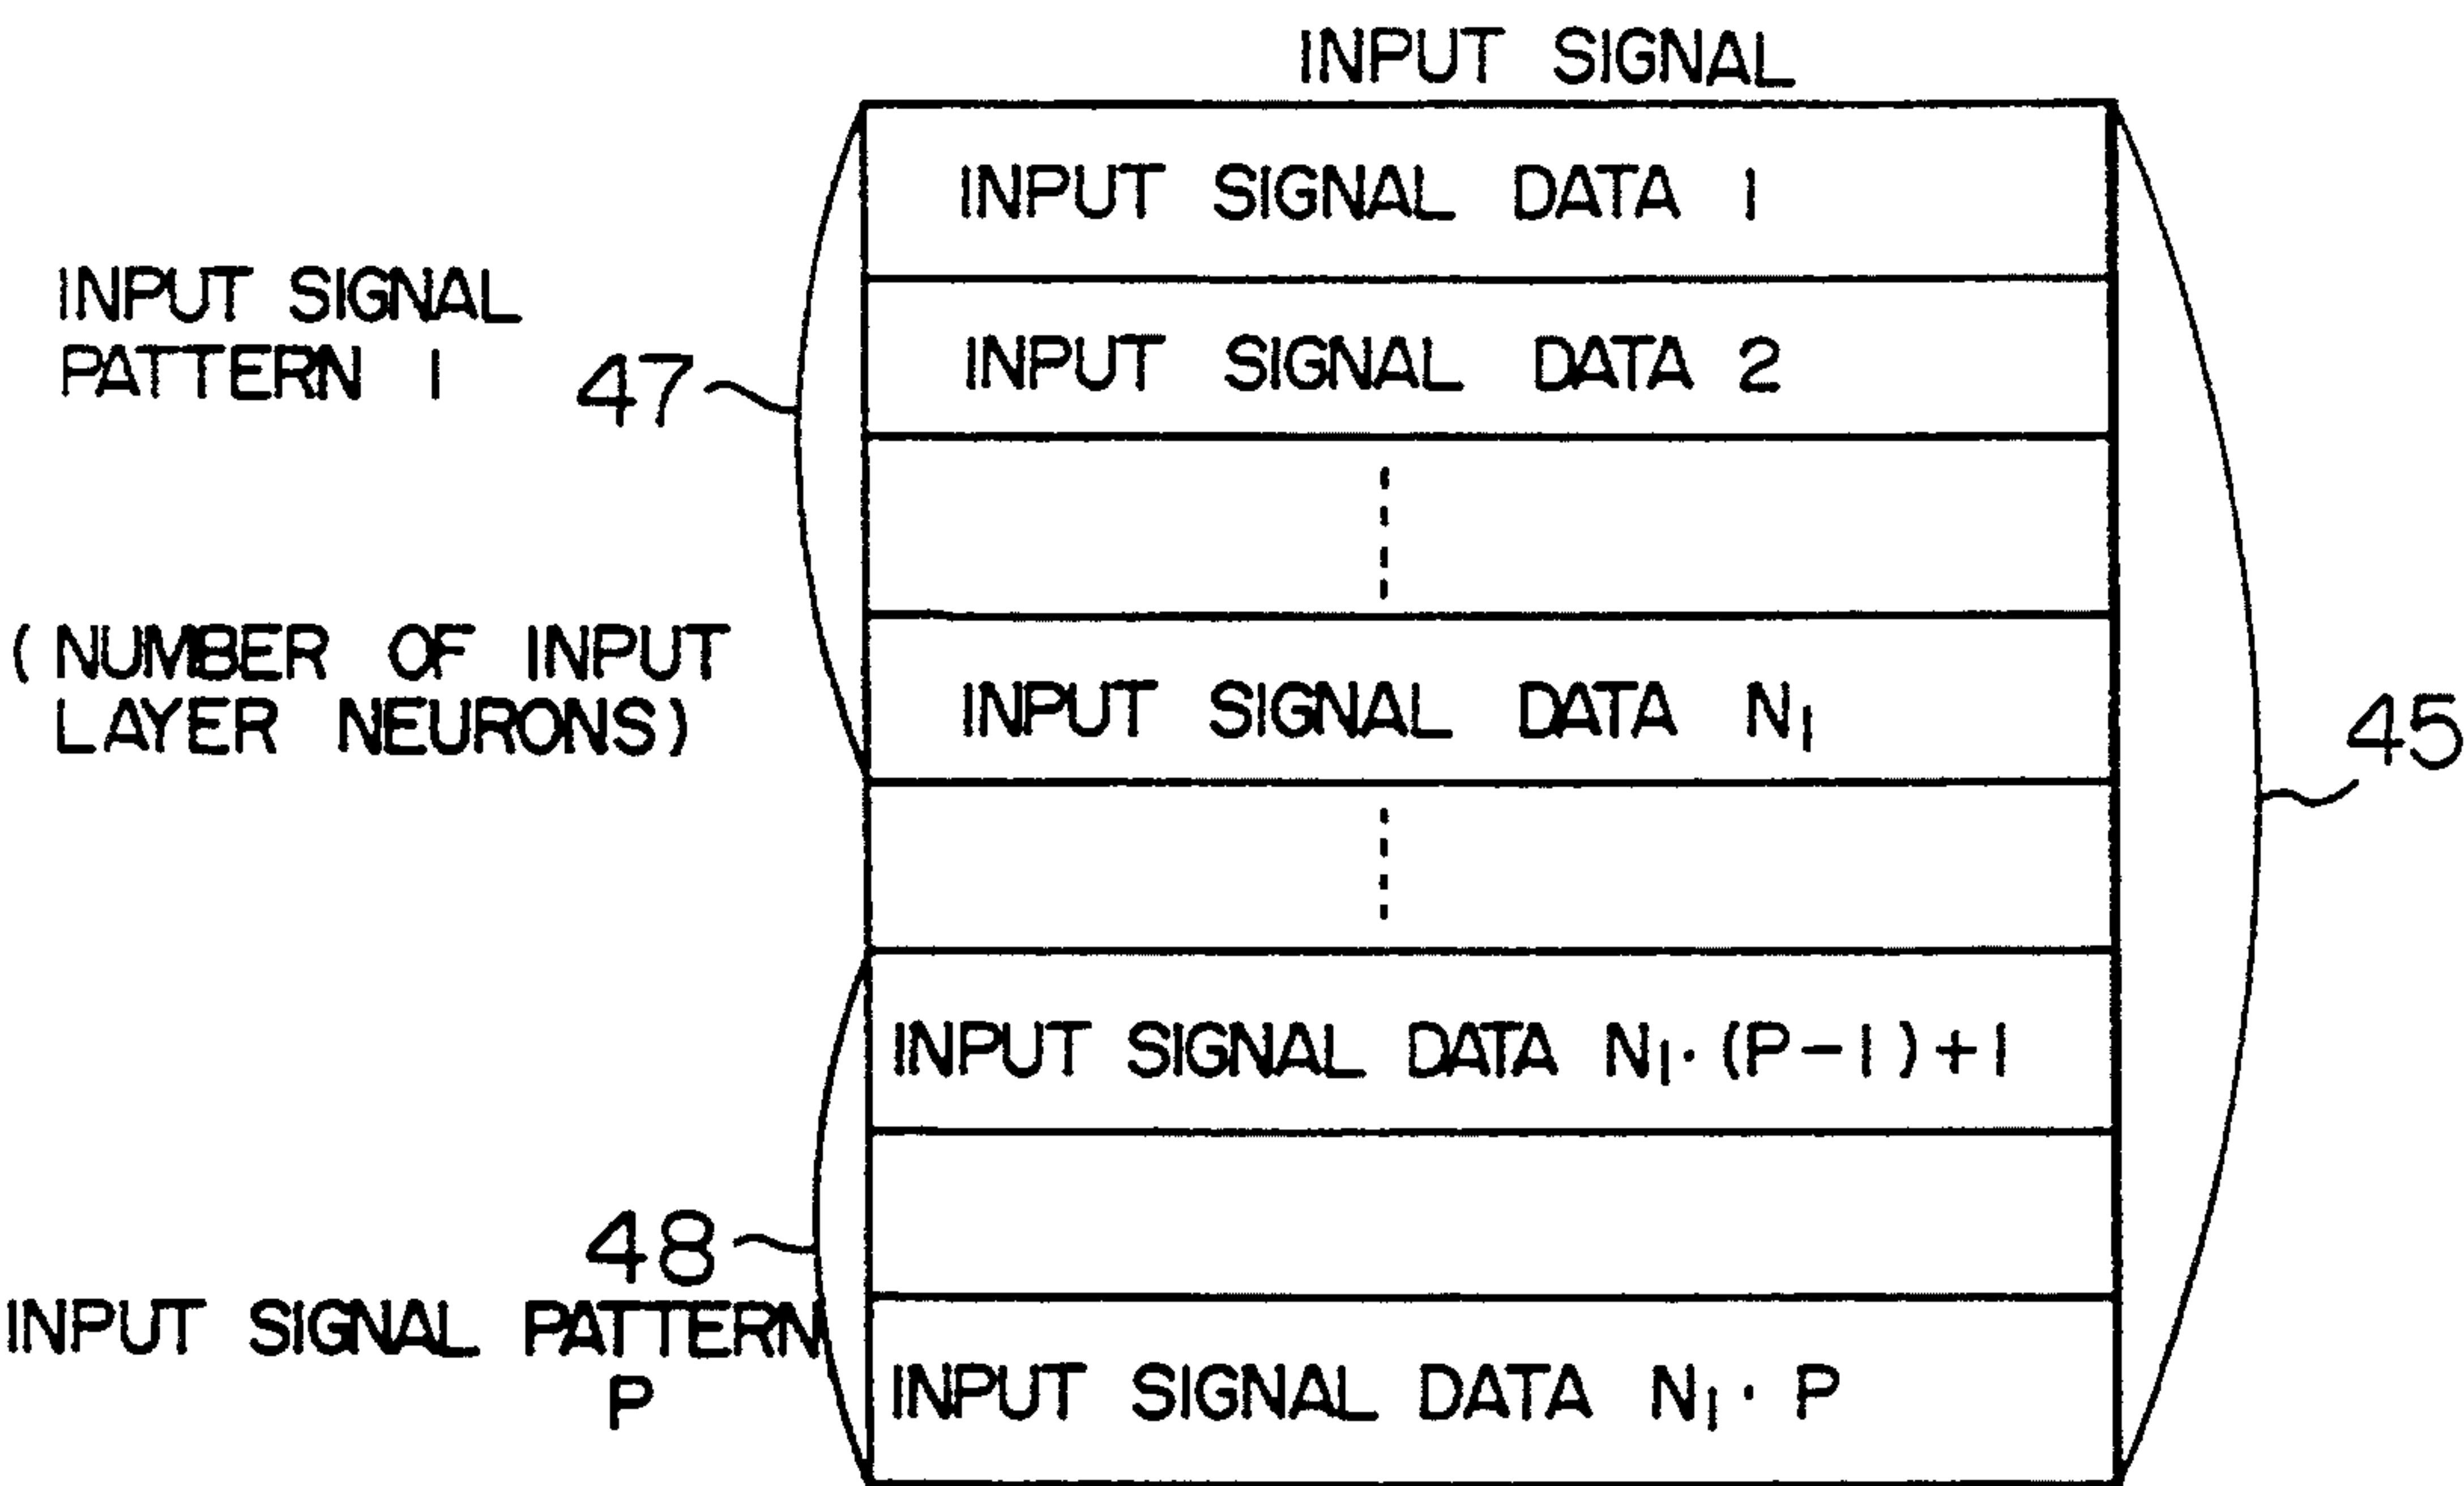 INPUT SIGNAL
INPUT SIGNAL DATA 1
INPUT SIGNAL
PATTERN 1
47
INPUT SIGNAL DATA 2
(NUMBER OF INPUT
LAYER NEURONS)
INPUT SIGNAL DATA N₁
45
INPUT SIGNAL DATA N₁·(P-1)+1
48
INPUT SIGNAL PATTERN
P
INPUT SIGNAL DATA N₁·P